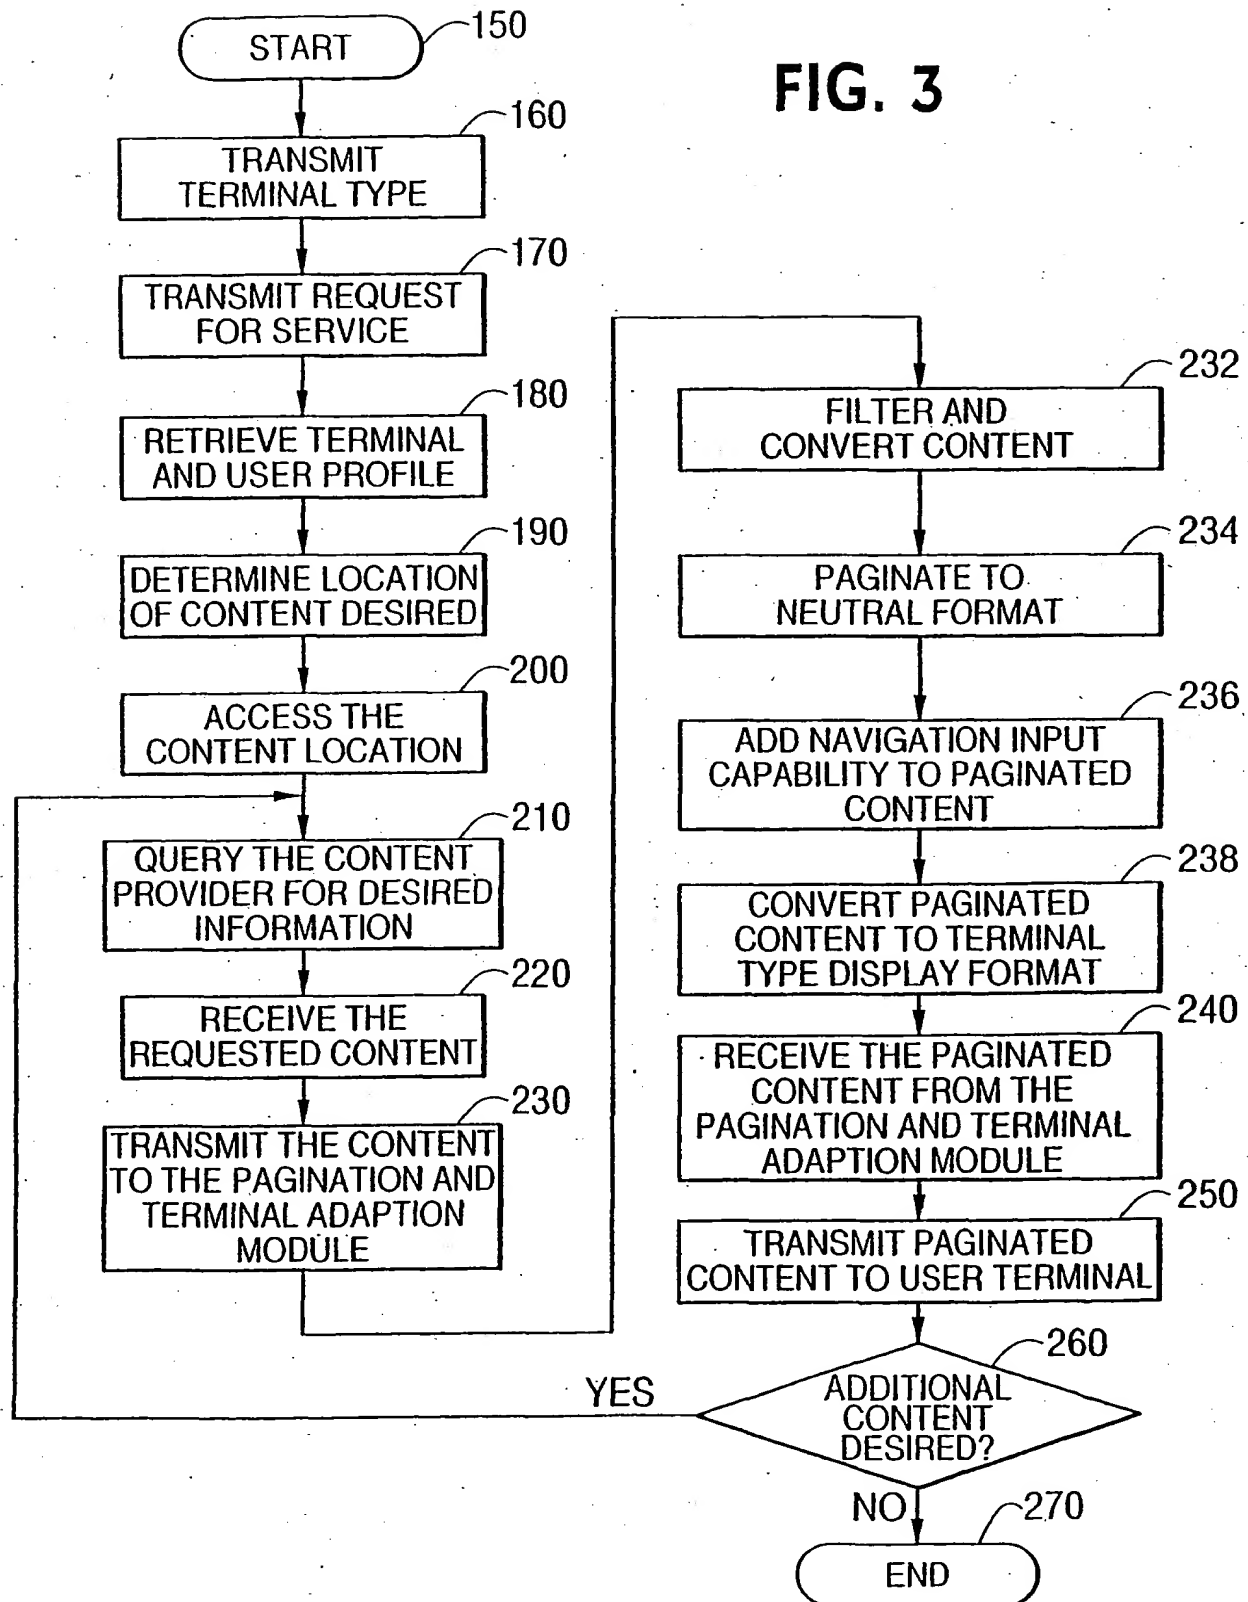 START
150
FIG. 3
160
TRANSMIT
TERMINAL TYPE
170
TRANSMIT REQUEST
FOR SERVICE
180
RETRIEVE TERMINAL
AND USER PROFILE
190
DETERMINE LOCATION
OF CONTENT DESIRED
200
ACCESS THE
CONTENT LOCATION
210
QUERY THE CONTENT
PROVIDER FOR DESIRED
INFORMATION
220
RECEIVE THE
REQUESTED CONTENT
230
TRANSMIT THE CONTENT
TO THE PAGINATION AND
TERMINAL ADAPTION
MODULE
232
FILTER AND
CONVERT CONTENT
234
PAGINATE TO
NEUTRAL FORMAT
236
ADD NAVIGATION INPUT
CAPABILITY TO PAGINATED
CONTENT
238
CONVERT PAGINATED
CONTENT TO TERMINAL
TYPE DISPLAY FORMAT
240
RECEIVE THE PAGINATED
CONTENT FROM THE
PAGINATION AND TERMINAL
ADAPTION MODULE
250
TRANSMIT PAGINATED
CONTENT TO USER TERMINAL
260
ADDITIONAL
CONTENT
DESIRED?
YES
NO
270
END